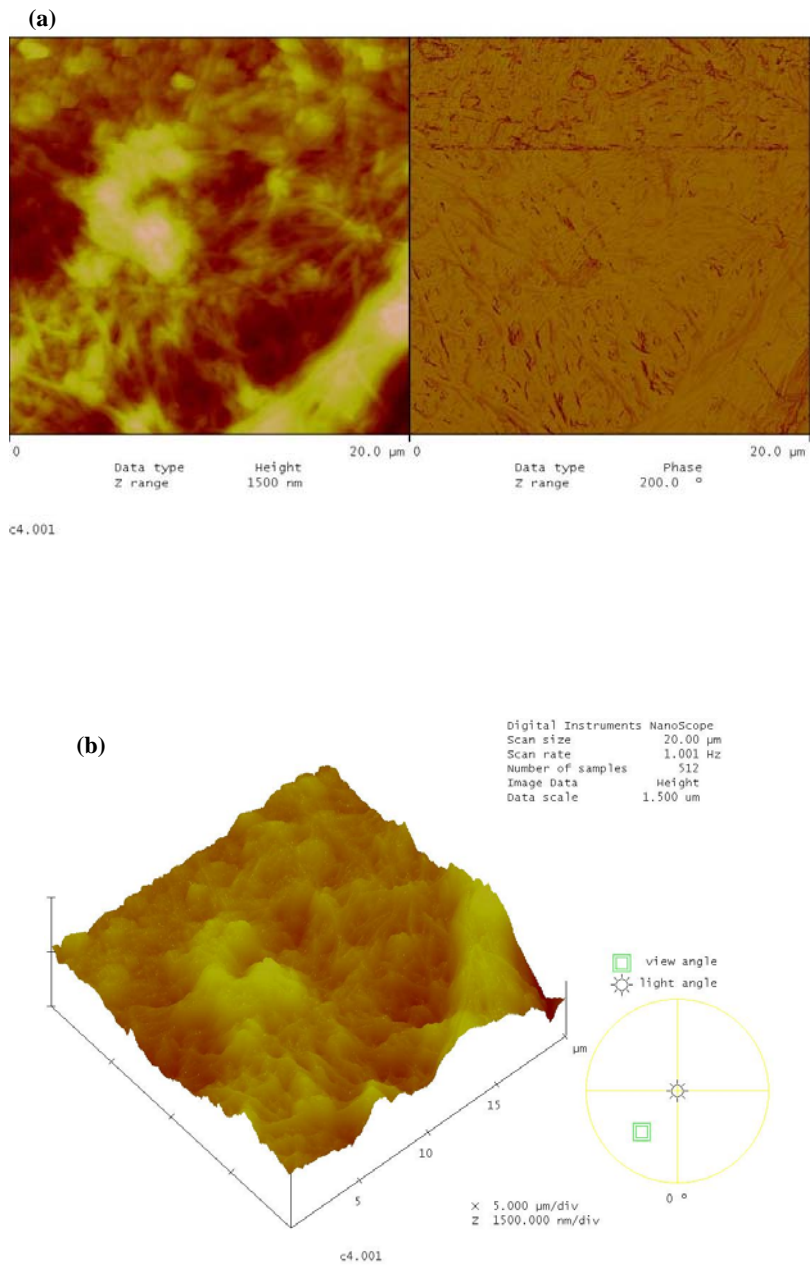 (a)
0 20.0 µm 0 20.0 µm
Data type Height Data type Phase
Z range 1500 nm Z range 200.0 º
c4.001
(b)
Digital Instruments NanoScope
Scan size 20.00 µm
Scan rate 1.001 Hz
Number of samples 512
Image Data Height
Data scale 1.500 um
view angle
light angle
µm
15
10
5
0 º
X 5.000 µm/div
Z 1500.000 nm/div
c4.001